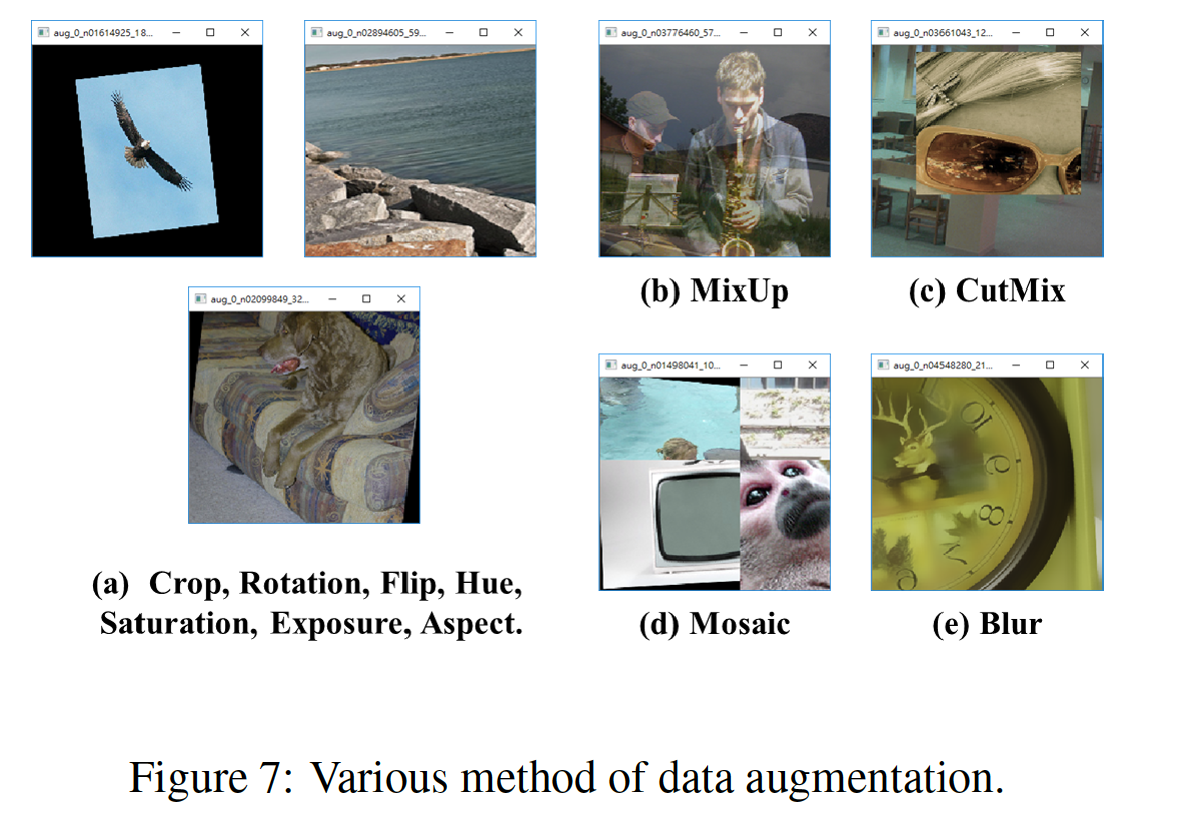 aug_0_n01614925_18...
aug_0_n02894605_59...
aug_0_n03776460_57...
aug_0_n03661043_12...
(b) MixUp
(c) CutMix
aug_0_n02099849_32...
aug_0_n01498041_10...
aug_0_n04548280_21...
(a) Crop, Rotation, Flip, Hue,
Saturation, Exposure, Aspect.
(d) Mosaic
(e) Blur
Figure 7: Various method of data augmentation.